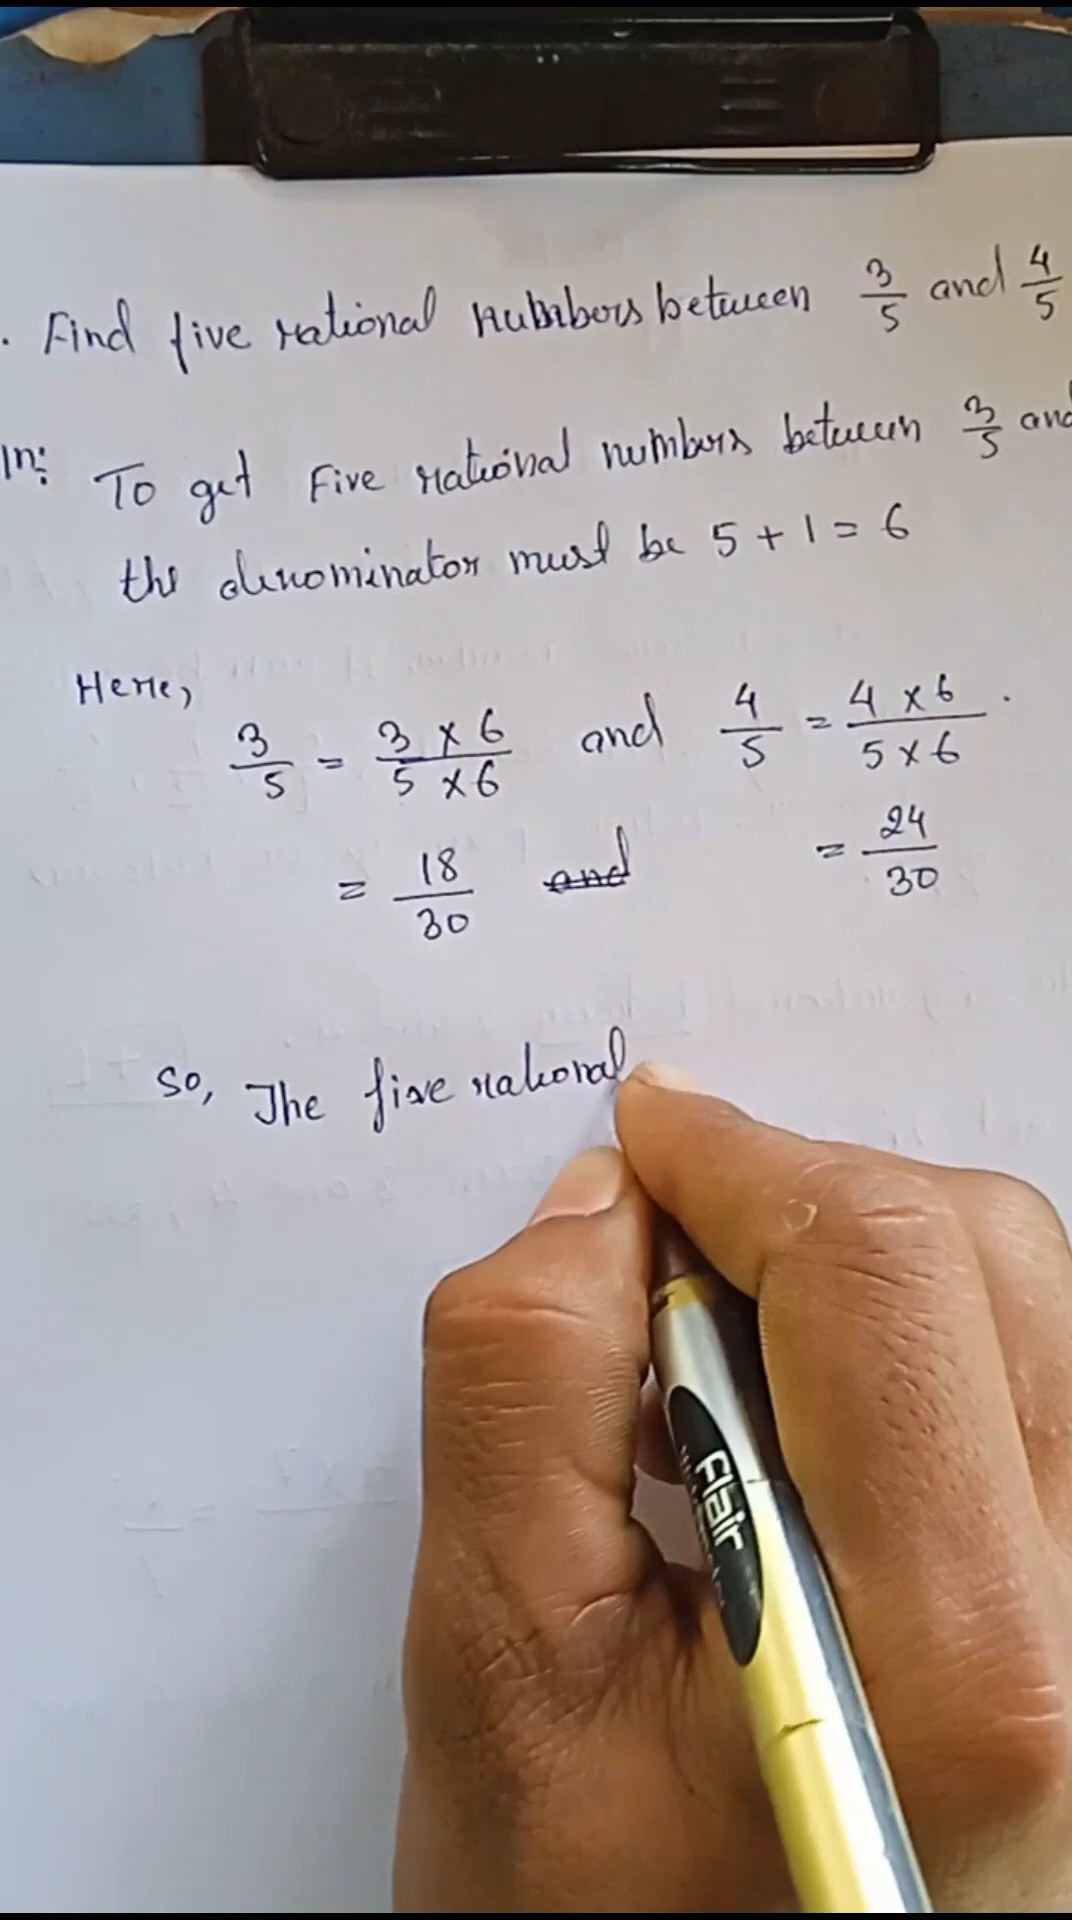 . Find five rational numbers between 3/5 and 4/5
ln: To get Five rational numbers between 3/5 and
the denominator must be 5 + 1 = 6
Here,
3/5 = 3 × 6 / 5 × 6 and 4/5 = 4 × 6 / 5 × 6 .
= 18/30 and = 24/30
So, The five rational
Flair